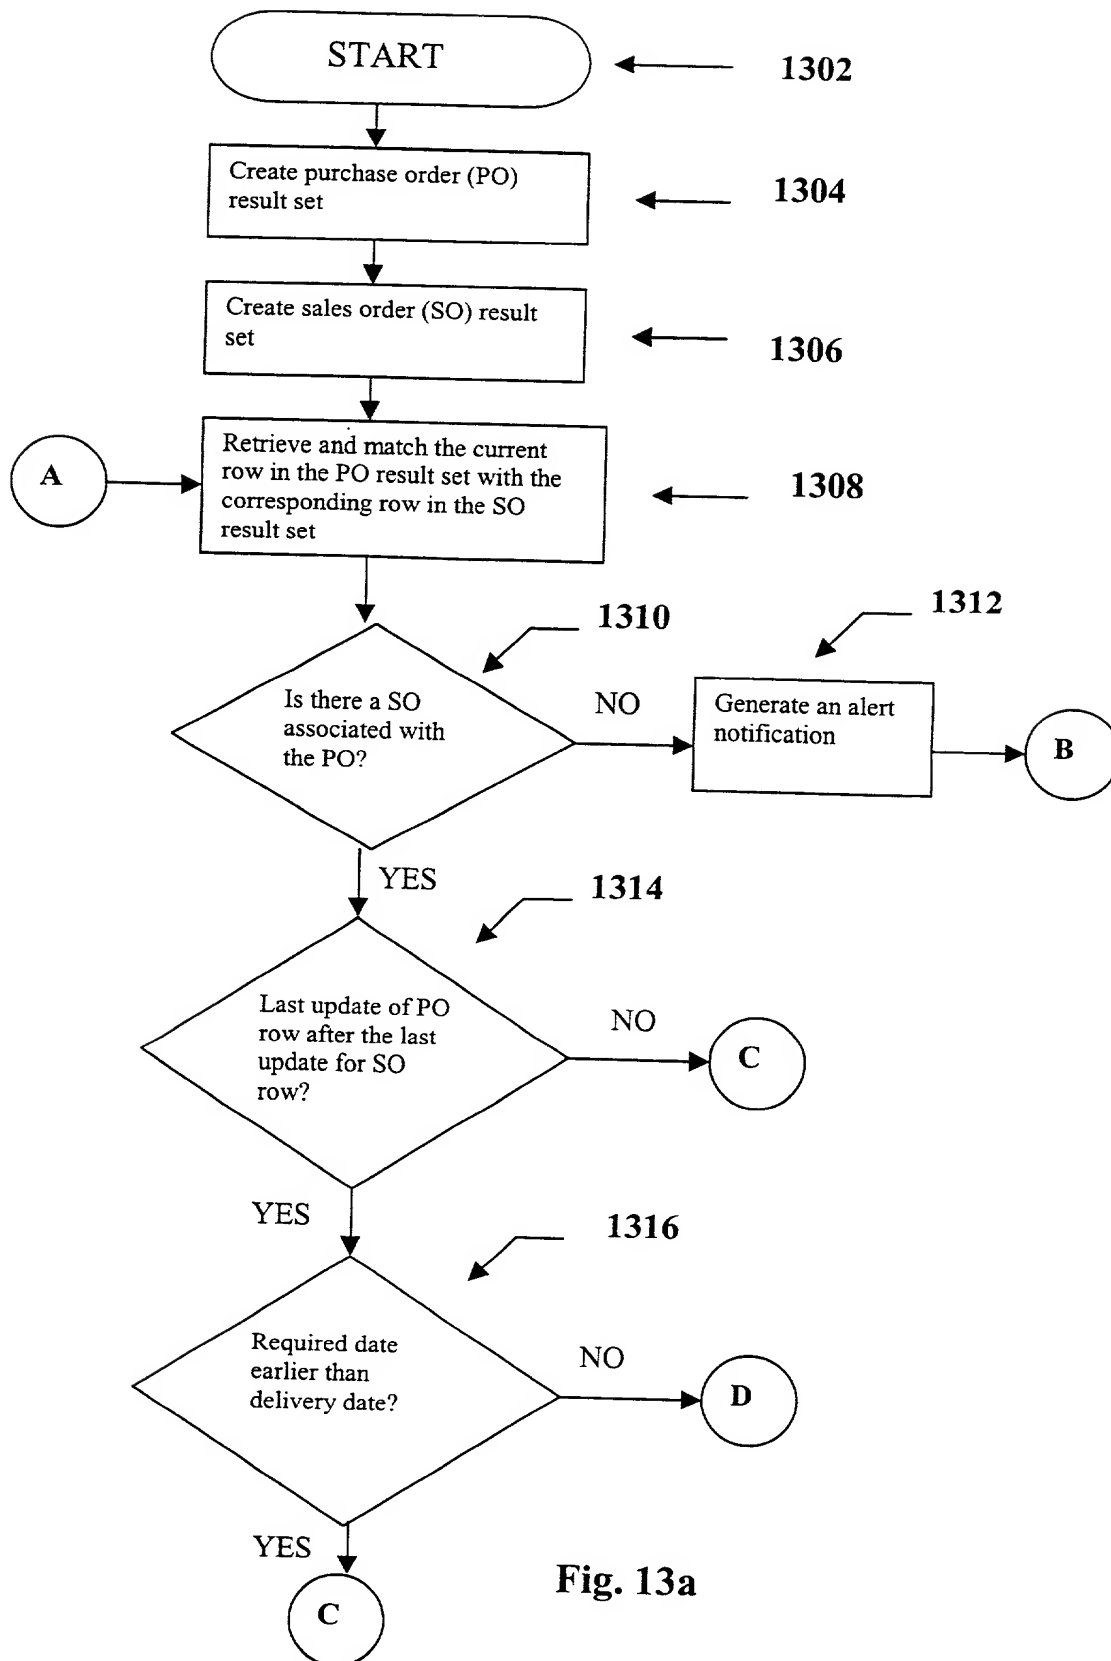 START
1302
Create purchase order (PO)
result set
1304
Create sales order (SO) result
set
1306
A
Retrieve and match the current
row in the PO result set with the
corresponding row in the SO
result set
1308
1310
1312
Is there a SO
associated with
the PO?
NO
Generate an alert
notification
B
YES
1314
Last update of PO
row after the last
update for SO
row?
NO
C
YES
1316
Required date
earlier than
delivery date?
NO
D
YES
C
Fig. 13a